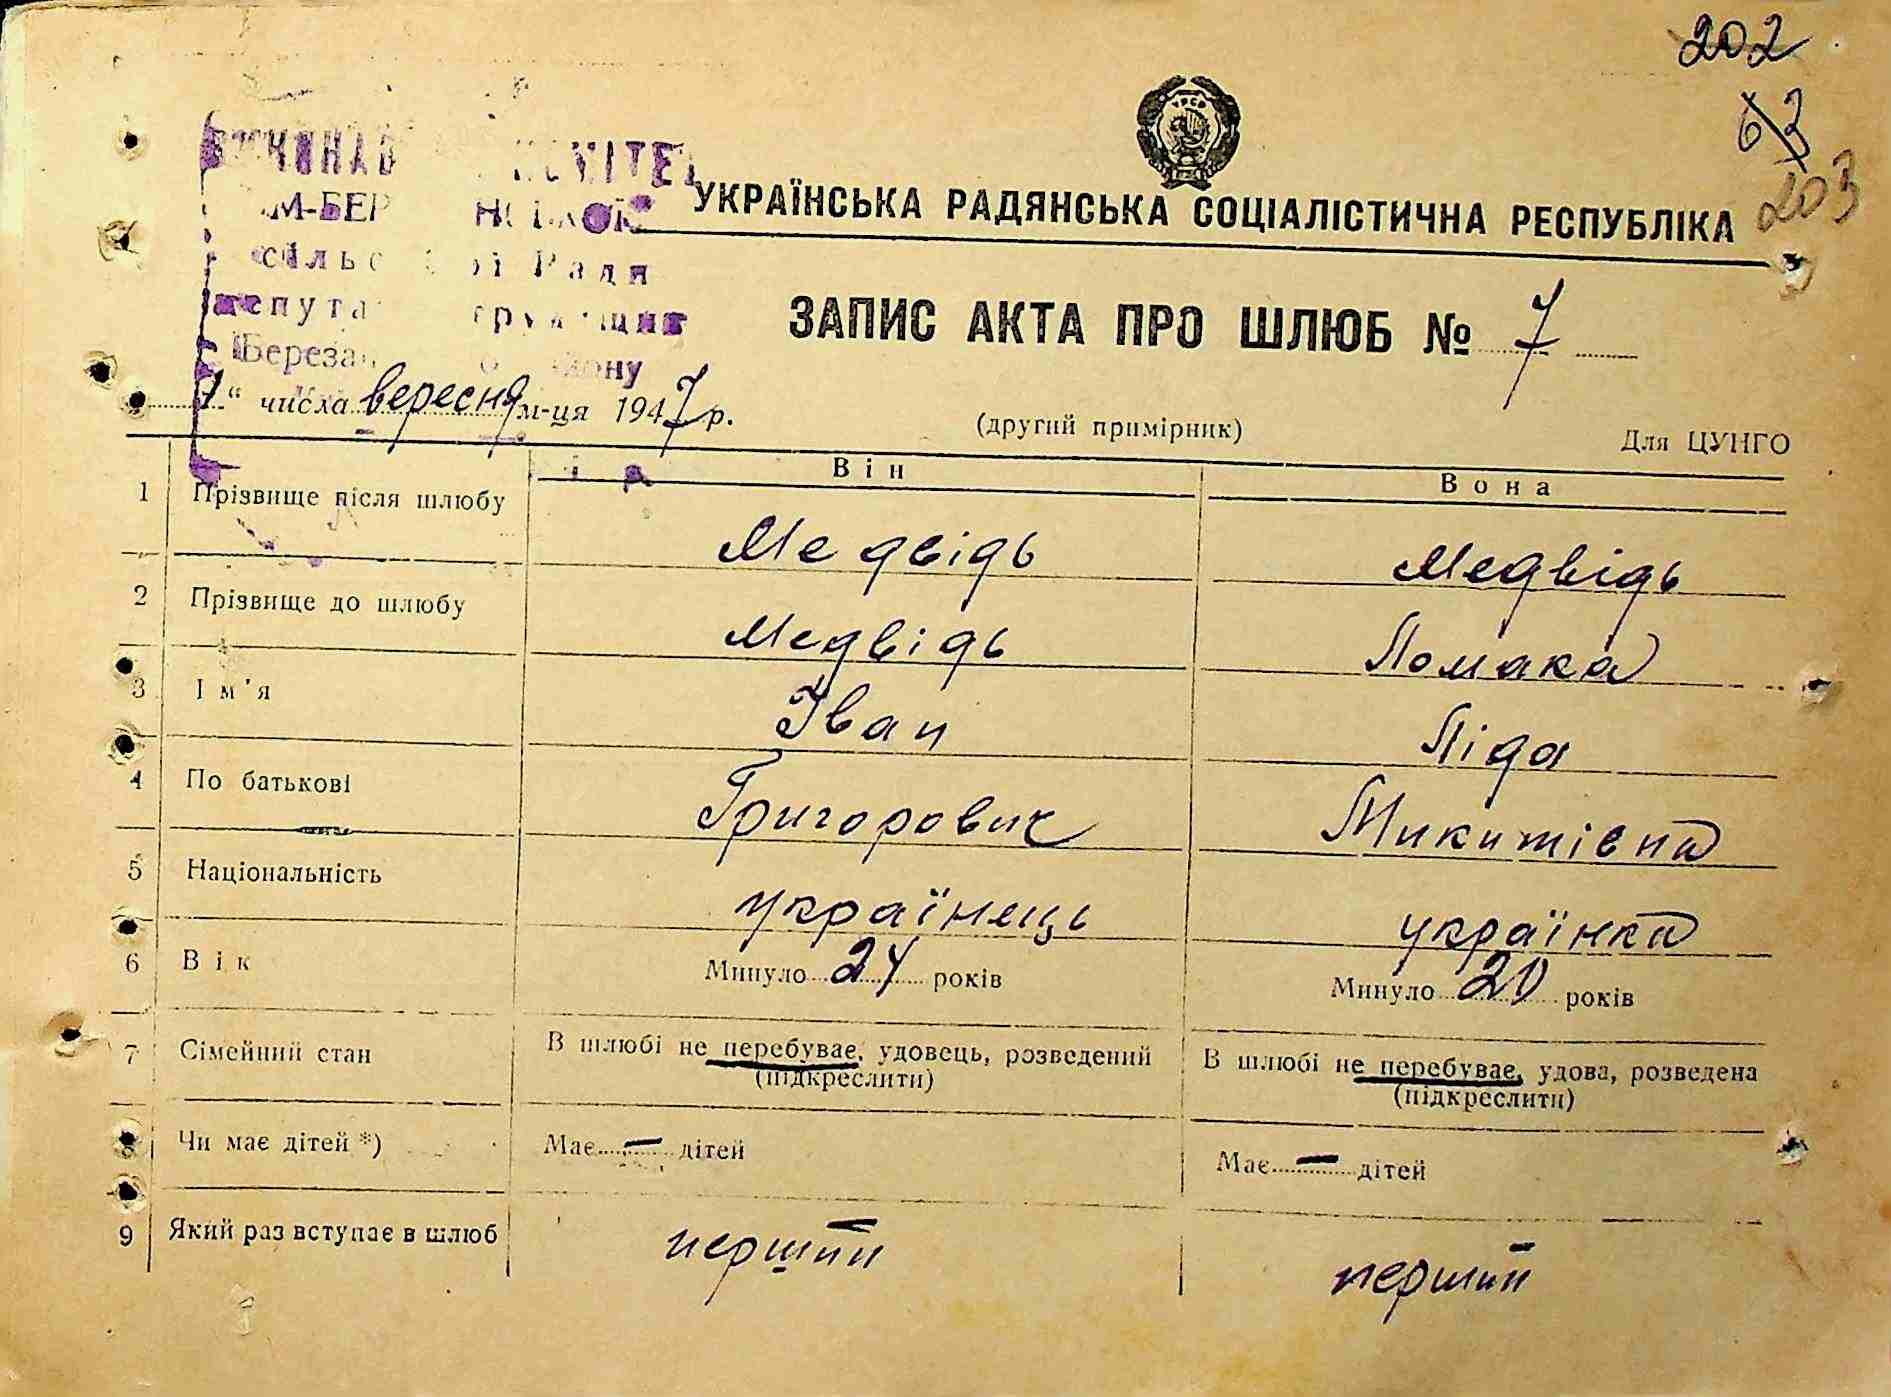 202
63
203
УРСР
УКРАЇНСЬКА РАДЯНСЬКА СОЦІАЛІСТИЧНА РЕСПУБЛІКА
ЗАПИС АКТА ПРО ШЛЮБ № 7
"1" числа вересня м-ця 1947 р.
(другий примірник)
Для ЦУНГО
Він
Вона
1 Прізвище після шлюбу Медвідь Медвідь
2 Прізвище до шлюбу Медвідь Ломака
3 Ім'я Іван Ліда
4 По батькові Григорович Микитівна
5 Національність українець українка
6 Вік Минуло 24 років Минуло 20 років
7 Сімейний стан В шлюбі не перебуває, удовець, розведений В шлюбі не перебуває, удова, розведена
(підкреслити) (підкреслити)
8 Чи має дітей *) Має – дітей Має – дітей
9 Який раз вступає в шлюб перший перший